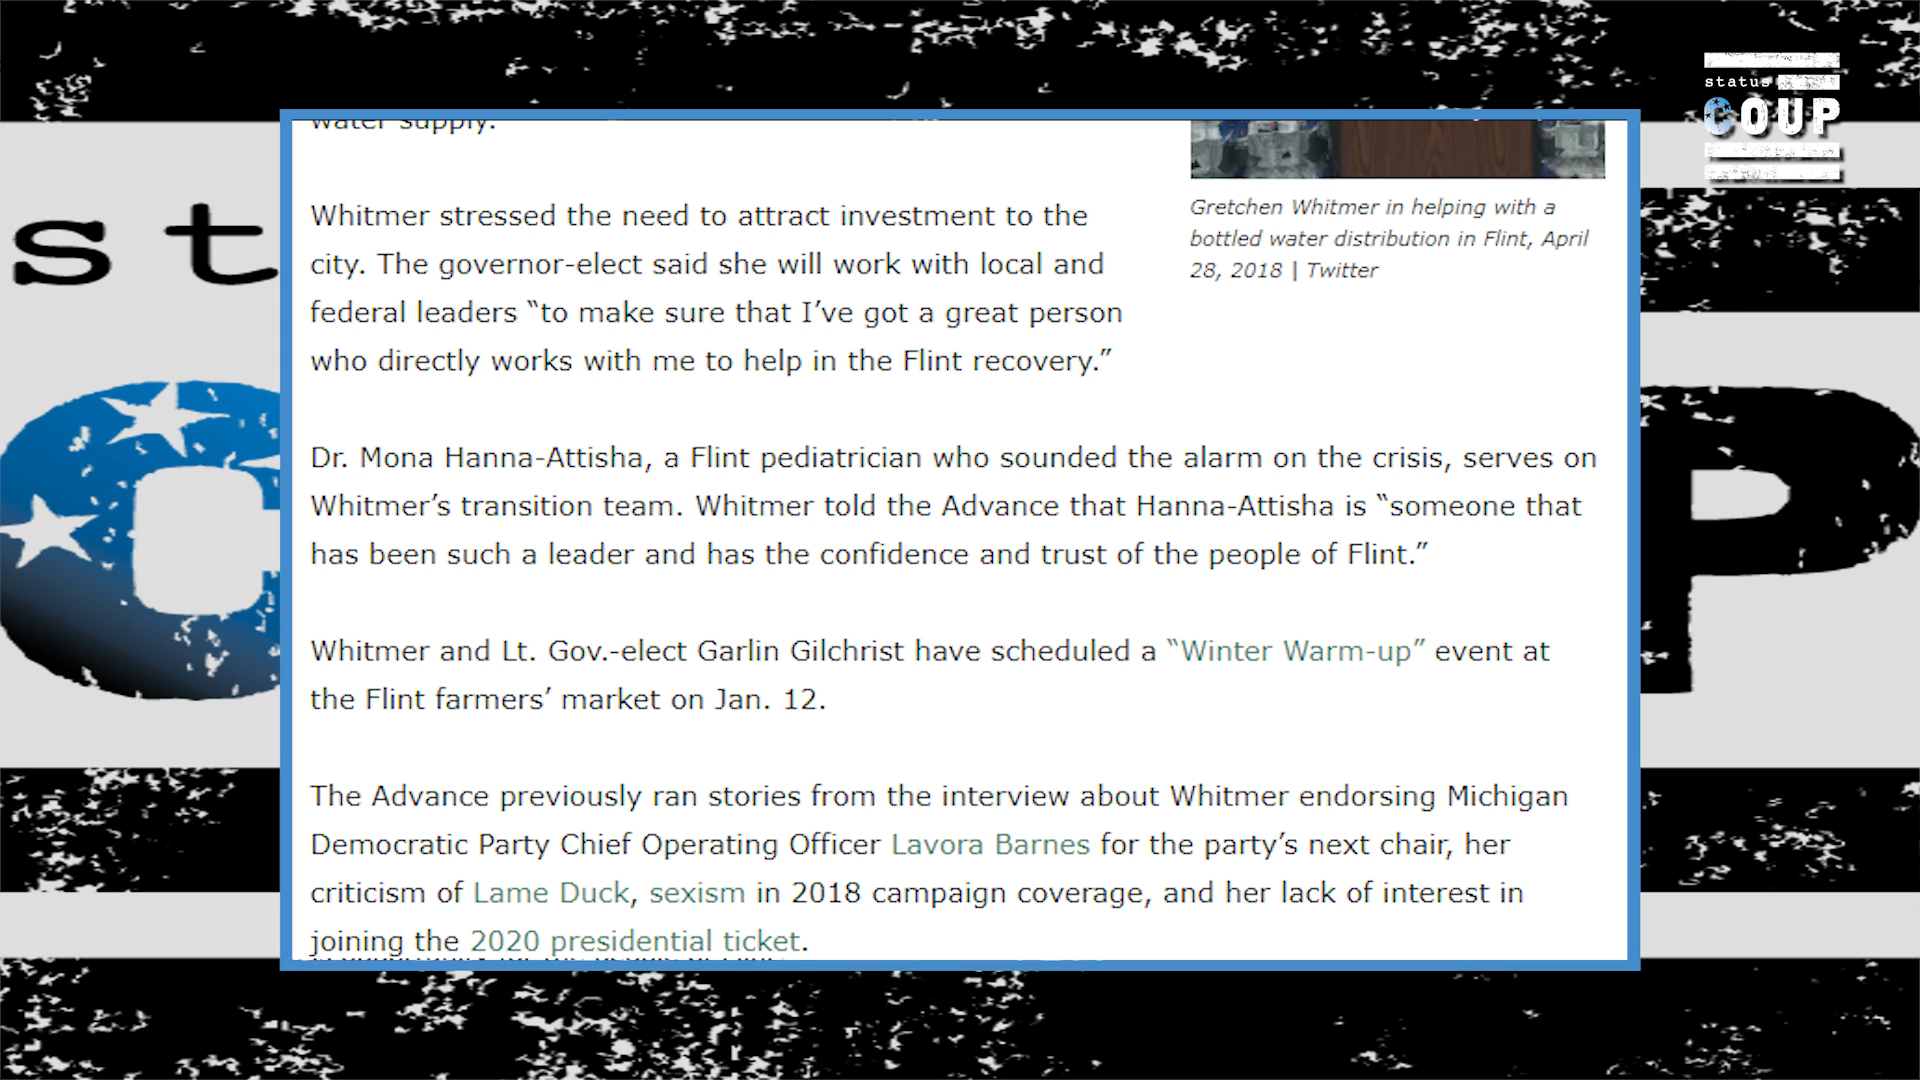 status
COUP
st
water supply.
Whitmer stressed the need to attract investment to the
city. The governor-elect said she will work with local and
federal leaders “to make sure that I’ve got a great person
who directly works with me to help in the Flint recovery.”
Gretchen Whitmer in helping with a
bottled water distribution in Flint, April
28, 2018 | Twitter
Dr. Mona Hanna-Attisha, a Flint pediatrician who sounded the alarm on the crisis, serves on
Whitmer’s transition team. Whitmer told the Advance that Hanna-Attisha is “someone that
has been such a leader and has the confidence and trust of the people of Flint.”
Whitmer and Lt. Gov.-elect Garlin Gilchrist have scheduled a “Winter Warm-up” event at
the Flint farmers’ market on Jan. 12.
The Advance previously ran stories from the interview about Whitmer endorsing Michigan
Democratic Party Chief Operating Officer Lavora Barnes for the party’s next chair, her
criticism of Lame Duck, sexism in 2018 campaign coverage, and her lack of interest in
joining the 2020 presidential ticket.
C
P